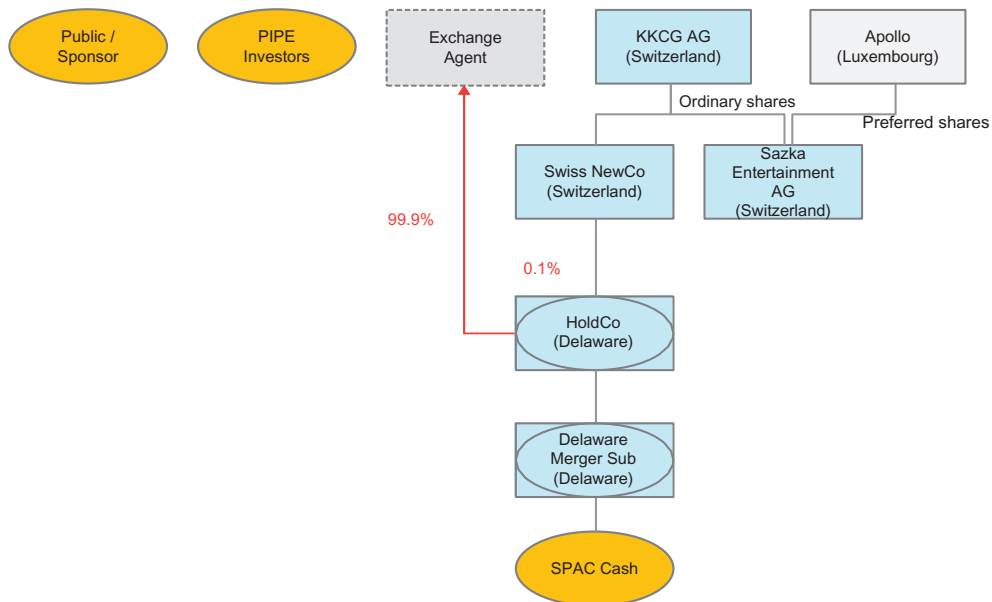 Public /
Sponsor
PIPE
Investors
Exchange
Agent
KKCG AG
(Switzerland)
Apollo
(Luxembourg)
Ordinary shares
Preferred shares
Swiss NewCo
(Switzerland)
Sazka
Entertainment
AG
(Switzerland)
99.9%
0.1%
HoldCo
(Delaware)
Delaware
Merger Sub
(Delaware)
SPAC Cash